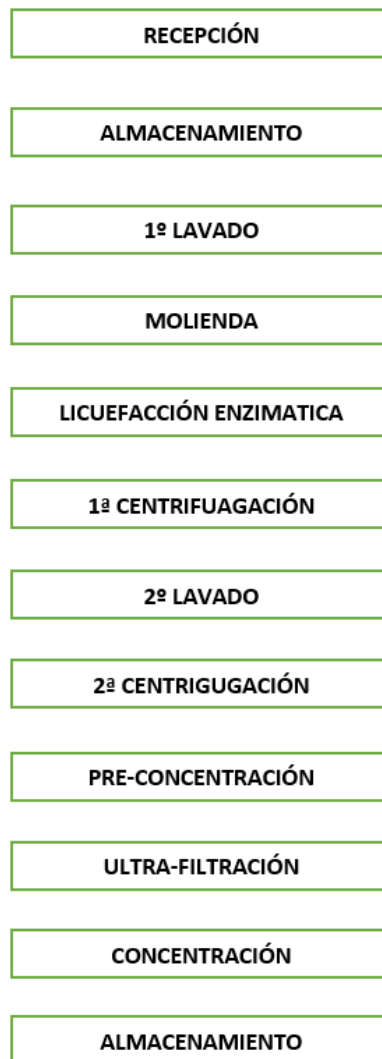 RECEPCIÓN
ALMACENAMIENTO
1º LAVADO
MOLIENDA
LICUEFACCIÓN ENZIMATICA
1ª CENTRIFUAGACIÓN
2º LAVADO
2ª CENTRIGUGACIÓN
PRE-CONCENTRACIÓN
ULTRA-FILTRACIÓN
CONCENTRACIÓN
ALMACENAMIENTO